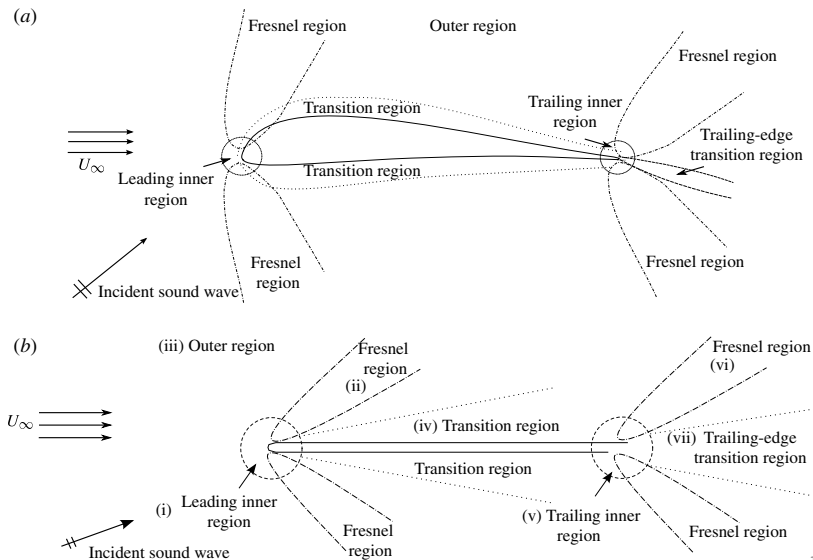 (a)
Fresnel region
Outer region
Fresnel region
Transition region
Trailing inner
region
Trailing-edge
transition region
U∞
Leading inner
region
Transition region
Fresnel
region
Fresnel region
Incident sound wave
(b)
(iii) Outer region
Fresnel
region
(ii)
Fresnel region
(vi)
U∞
(iv) Transition region
(vii) Trailing-edge
transition region
Transition region
(i)
Leading inner
region
(v) Trailing inner
region
Fresnel
region
Fresnel region
Incident sound wave